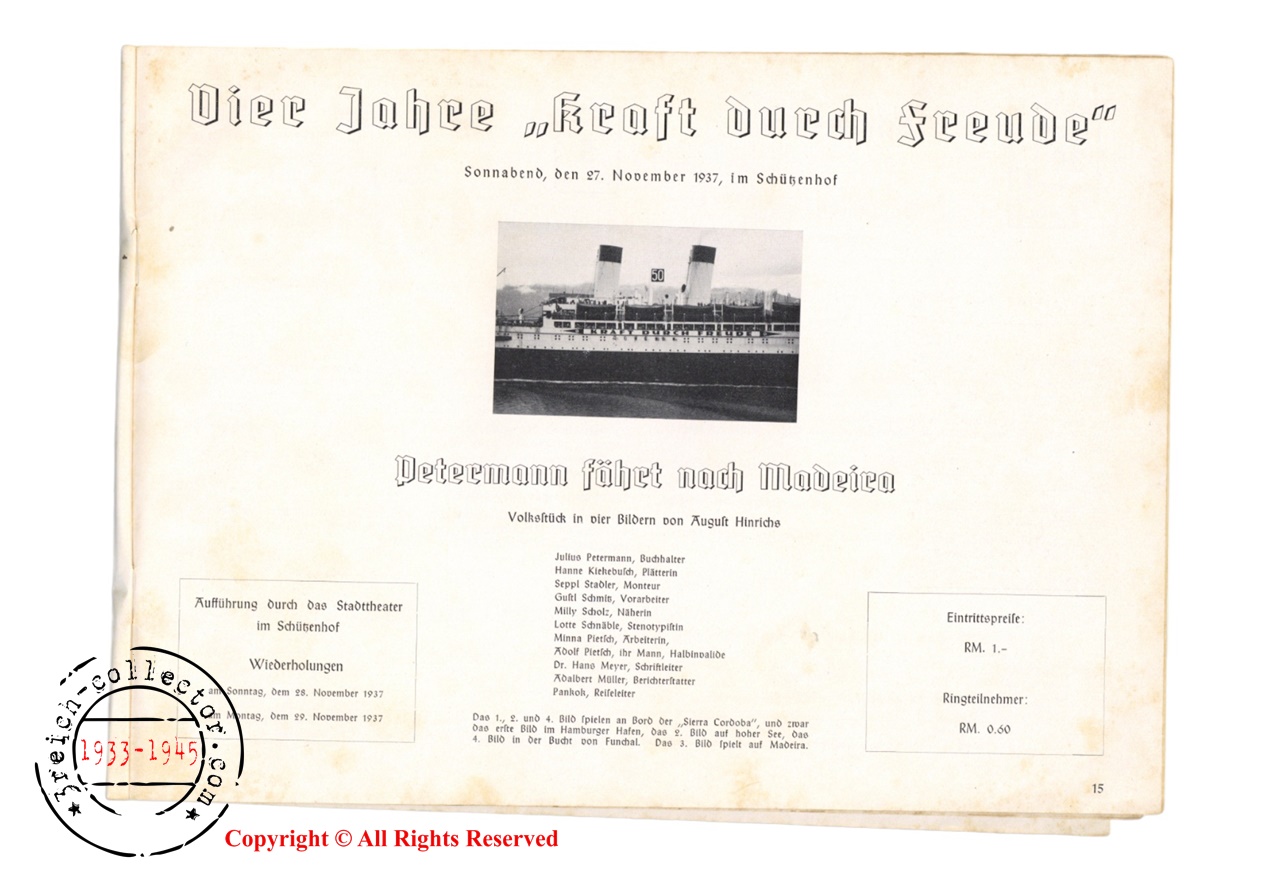 Vier Jahre „Kraft durch Freude“
Sonnabend, den 27. November 1937, im Schützenhof
50
KRAFT DURCH FREUDE
Petermann fährt nach Madeira
Volksstück in vier Bildern von August Hinrichs
Julius Petermann, Buchhalter
Hanne Kiekebusch, Plätterin
Seppl Stadler, Monteur
Gustl Schmitz, Vorarbeiter
Milly Scholz, Näherin
Lotte Schnäble, Stenotypistin
Minna Pietsch, Arbeiterin,
Adolf Pietsch, ihr Mann, Halbinvalide
Dr. Hans Meyer, Schriftleiter
Adalbert Müller, Berichterstatter
Pankok, Reiseleiter
Das 1., 2. und 4. Bild spielen an Bord der „Sierra Cordoba“, und zwar
das erste Bild im Hamburger Hafen, das 2. Bild auf hoher See, das
4. Bild in der Bucht von Funchal. Das 3. Bild spielt auf Madeira.
Aufführung durch das Stadttheater
im Schützenhof
Wiederholungen
am Sonntag, dem 28. November 1937
am Montag, dem 29. November 1937
Eintrittspreise:
RM. 1.-
Ringteilnehmer:
RM. 0.60
15
3reich-collector.com
1933-1945
Copyright © All Rights Reserved